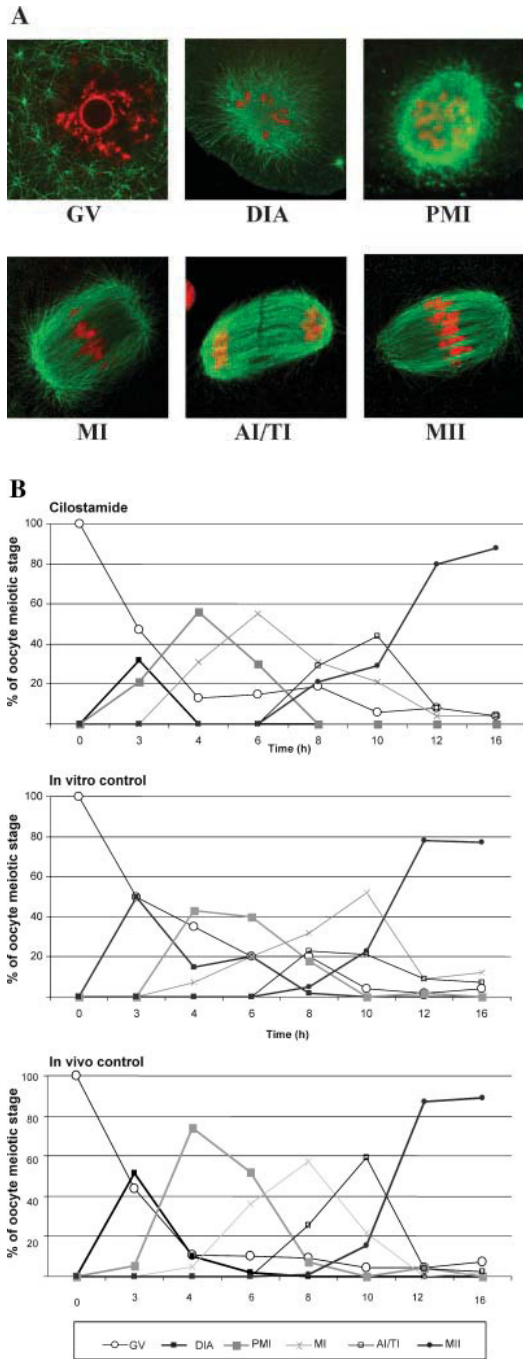 A
GV DIA PMI
MI AI/TI MII
B
Cilostamide
% of oocyte meiotic stage
100
80
60
40
20
0 3 4 6 8 10 12 16
Time (h)
In vitro control
% of oocyte meiotic stage
100
80
60
40
20
0 3 4 6 8 10 12 16
Time (h)
In vivo control
% of oocyte meiotic stage
100
80
60
40
20
0 3 4 6 8 10 12 16
GV DIA PMI MI AI/TI MII